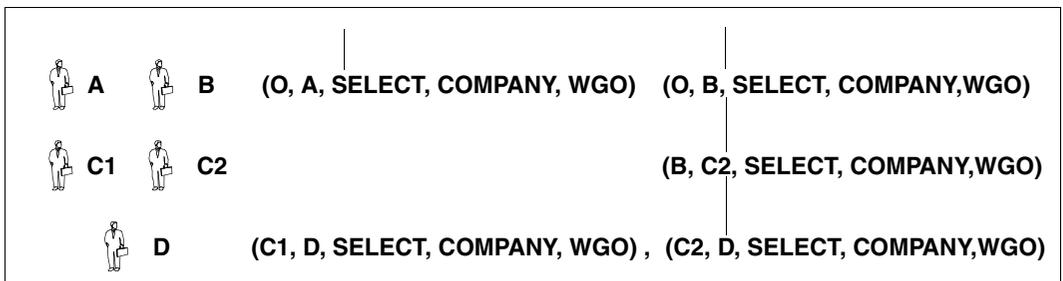 A B (O, A, SELECT, COMPANY, WGO) (O, B, SELECT, COMPANY,WGO)
C1 C2 (B, C2, SELECT, COMPANY,WGO)
D (C1, D, SELECT, COMPANY, WGO) , (C2, D, SELECT, COMPANY,WGO)